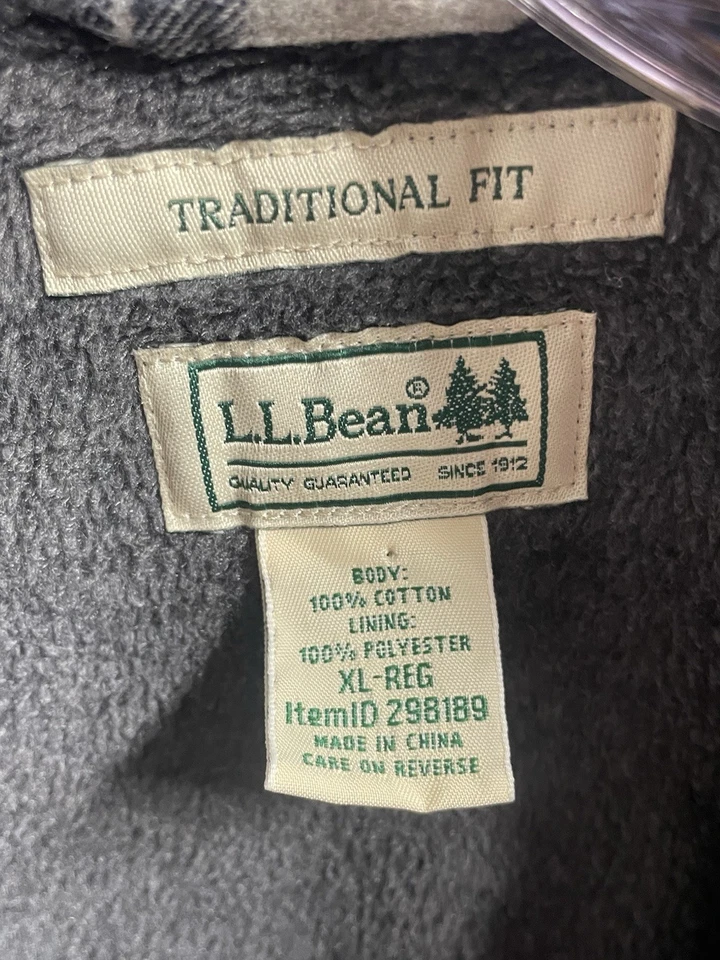 TRADITIONAL FIT
L.L.Bean®
QUALITY GUARANTEED SINCE 1912
BODY:
100% COTTON
LINING:
100% POLYESTER
XL-REG
ItemID 298189
MADE IN CHINA
CARE ON REVERSE